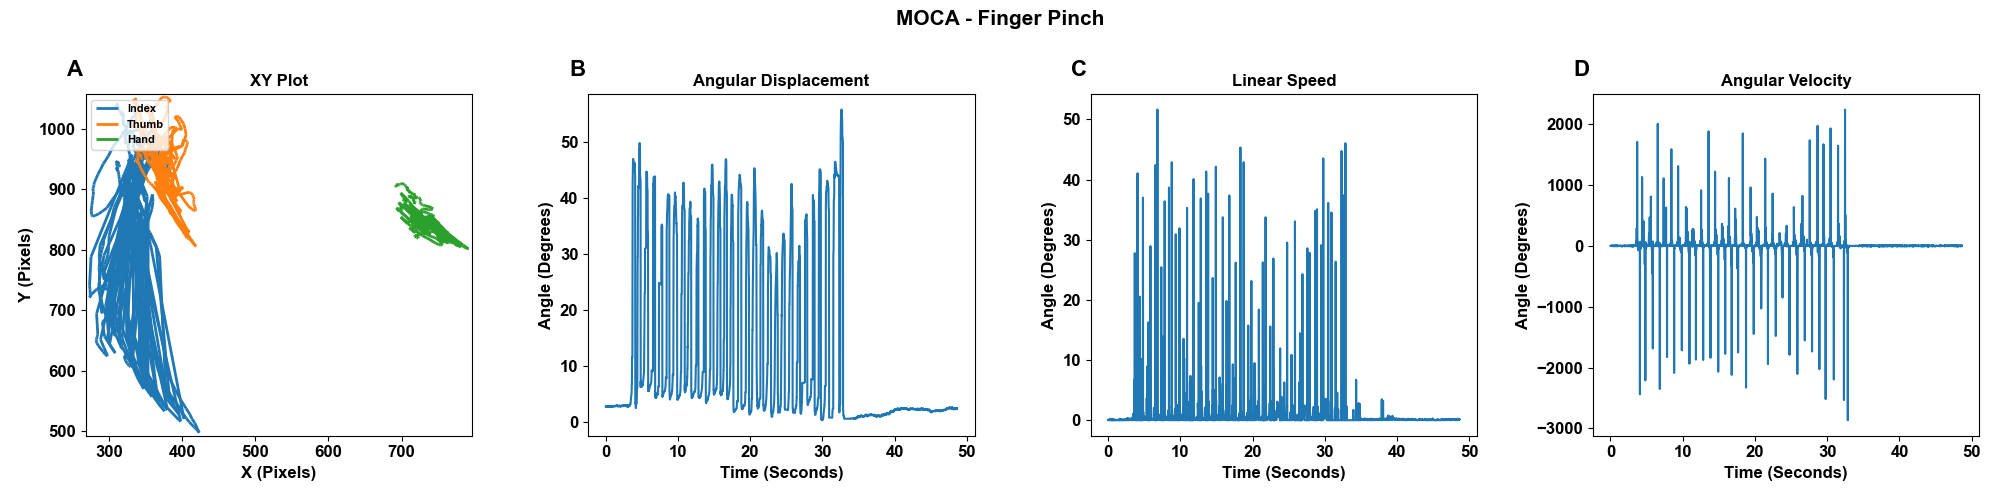 MOCA - Finger Pinch
A
XY Plot
Index
Thumb
Hand
1000
900
800
700
600
500
300
400
500
600
700
Y (Pixels)
X (Pixels)
B
Angular Displacement
50
40
30
20
10
0
0
10
20
30
40
50
Angle (Degrees)
Time (Seconds)
C
Linear Speed
50
40
30
20
10
0
0
10
20
30
40
50
Angle (Degrees)
Time (Seconds)
D
Angular Velocity
2000
1000
0
−1000
−2000
−3000
0
10
20
30
40
50
Angle (Degrees)
Time (Seconds)